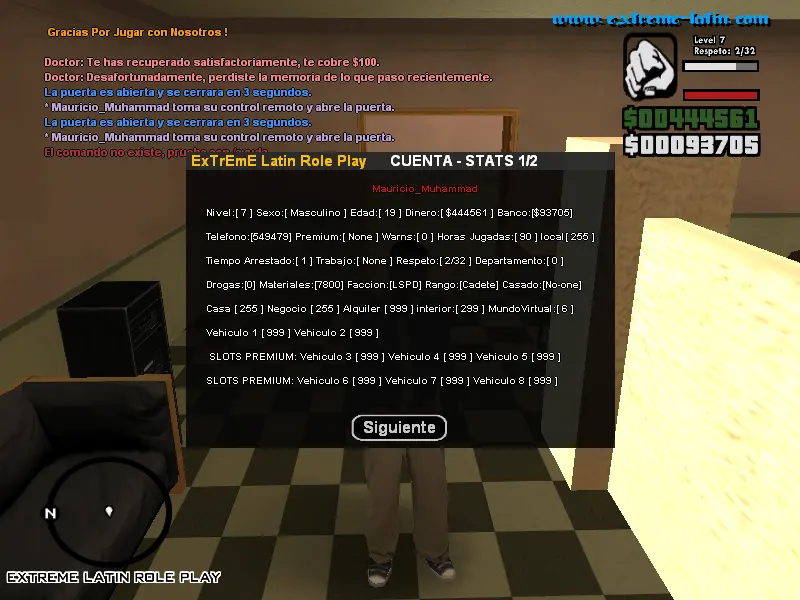 www.extreme-latin.com
Gracias Por Jugar con Nosotros !
Level 7
Respeto: 2/32
Doctor: Te has recuperado satisfactoriamente, te cobre $100.
Doctor: Desafortunadamente, perdiste la memoria de lo que paso recientemente.
La puerta es abierta y se cerrara en 3 segundos.
* Mauricio_Muhammad toma su control remoto y abre la puerta.
La puerta es abierta y se cerrara en 3 segundos.
* Mauricio_Muhammad toma su control remoto y abre la puerta.
El comando no existe,
$00444561
$00093705
ExTrEmE Latin Role Play CUENTA - STATS 1/2
Mauricio_Muhammad
Nivel:[ 7 ] Sexo:[ Masculino ] Edad:[ 19 ] Dinero:[ $444561 ] Banco:[$93705]
Telefono:[549479] Premium:[ None ] Warns:[ 0 ] Horas Jugadas:[ 90 ] local[ 255 ]
Tiempo Arrestado:[ 1 ] Trabajo:[ None ] Respeto:[ 2/32 ] Departamento:[ 0 ]
Drogas:[0] Materiales:[7800] Faccion:[LSPD] Rango:[Cadete] Casado:[No-one]
Casa [ 255 ] Negocio [ 255 ] Alquiler [ 999 ] interior:[ 299 ] MundoVirtual:[ 6 ]
Vehiculo 1 [ 999 ] Vehiculo 2 [ 999 ]
SLOTS PREMIUM: Vehiculo 3 [ 999 ] Vehiculo 4 [ 999 ] Vehiculo 5 [ 999 ]
SLOTS PREMIUM: Vehiculo 6 [ 999 ] Vehiculo 7 [ 999 ] Vehiculo 8 [ 999 ]
Siguiente
N
EXTREME LATIN ROLE PLAY